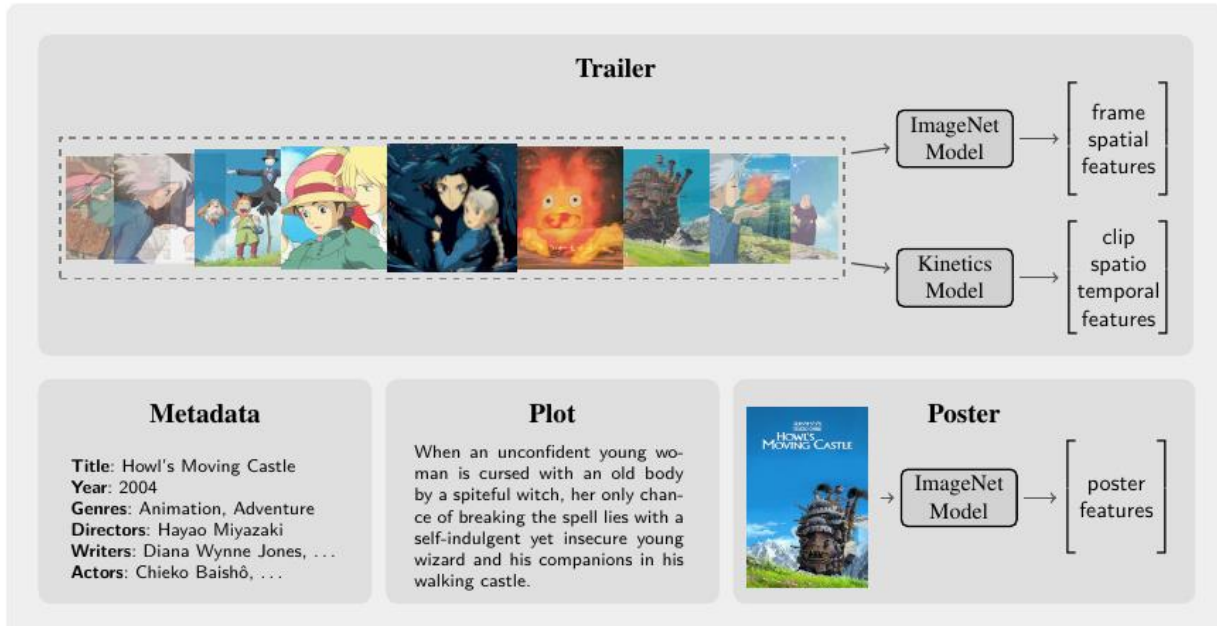 Trailer
ImageNet
Model
frame
spatial
features
Kinetics
Model
clip
spatio
temporal
features
Metadata
Title: Howl's Moving Castle
Year: 2004
Genres: Animation, Adventure
Directors: Hayao Miyazaki
Writers: Diana Wynne Jones, ...
Actors: Chieko Baishô, ...
Plot
When an unconfident young wo-
man is cursed with an old body
by a spiteful witch, her only chan-
ce of breaking the spell lies with a
self-indulgent yet insecure young
wizard and his companions in his
walking castle.
Poster
HOWL'S
MOVING CASTLE
ImageNet
Model
poster
features